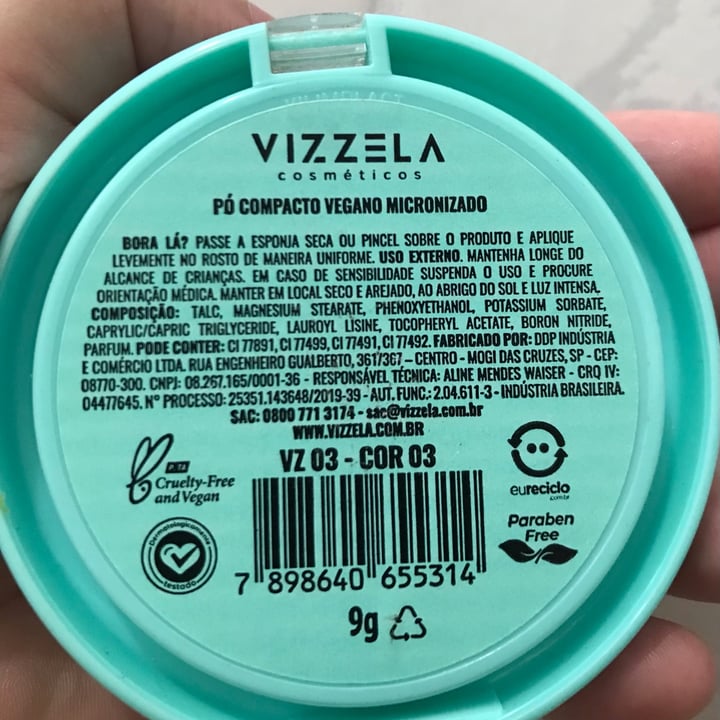 VIZZELA
cosméticos
PÓ COMPACTO VEGANO MICRONIZADO
BORA LÁ? PASSE A ESPONJA SECA OU PINCEL SOBRE O PRODUTO E APLIQUE
LEVEMENTE NO ROSTO DE MANEIRA UNIFORME. USO EXTERNO. MANTENHA LONGE DO
ALCANCE DE CRIANÇAS. EM CASO DE SENSIBILIDADE SUSPENDA O USO E PROCURE
ORIENTAÇÃO MÉDICA. MANTER EM LOCAL SECO E AREJADO, AO ABRIGO DO SOL E LUZ INTENSA.
COMPOSIÇÃO: TALC, MAGNESIUM STEARATE, PHENOXYETHANOL, POTASSIUM SORBATE,
CAPRYLIC/CAPRIC TRIGLYCERIDE, LAUROYL LISINE, TOCOPHERYL ACETATE, BORON NITRIDE,
PARFUM. PODE CONTER: CI 77891, CI 77499, CI 77491, CI 77492. FABRICADO POR: DDP INDÚSTRIA
E COMÉRCIO LTDA. RUA ENGENHEIRO GUALBERTO, 361/367 – CENTRO - MOGI DAS CRUZES, SP - CEP:
08770-300. CNPJ: 08.267.165/0001-36 - RESPONSÁVEL TÉCNICA: ALINE MENDES WAISER - CRQ IV:
04477645. Nº PROCESSO: 25351.143648/2019-39 - AUT. FUNC.: 2.04.611-3 - INDÚSTRIA BRASILEIRA.
SAC: 0800 771 3174 - sac@vizzela.com.br
WWW.VIZZELA.COM.BR
VZ 03 - COR 03
PETA
Cruelty-Free
and Vegan
eureciclo
.com.br
Dermatologicamente
testado
Paraben
Free
7 898640 655314
9g